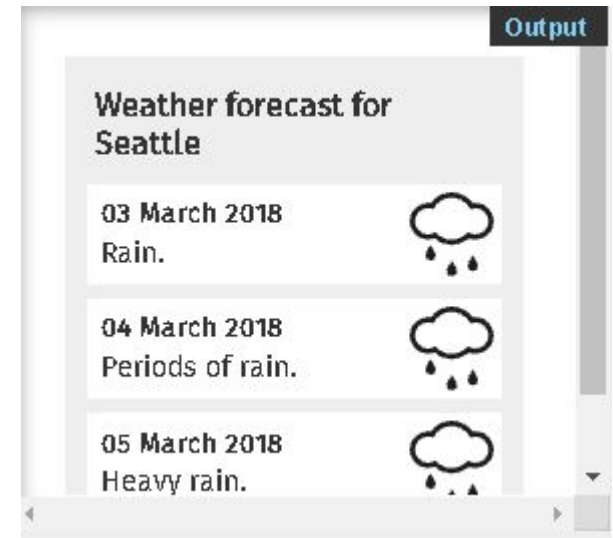 Output
Weather forecast for
Seattle
03 March 2018
Rain.
04 March 2018
Periods of rain.
05 March 2018
Heavy rain.